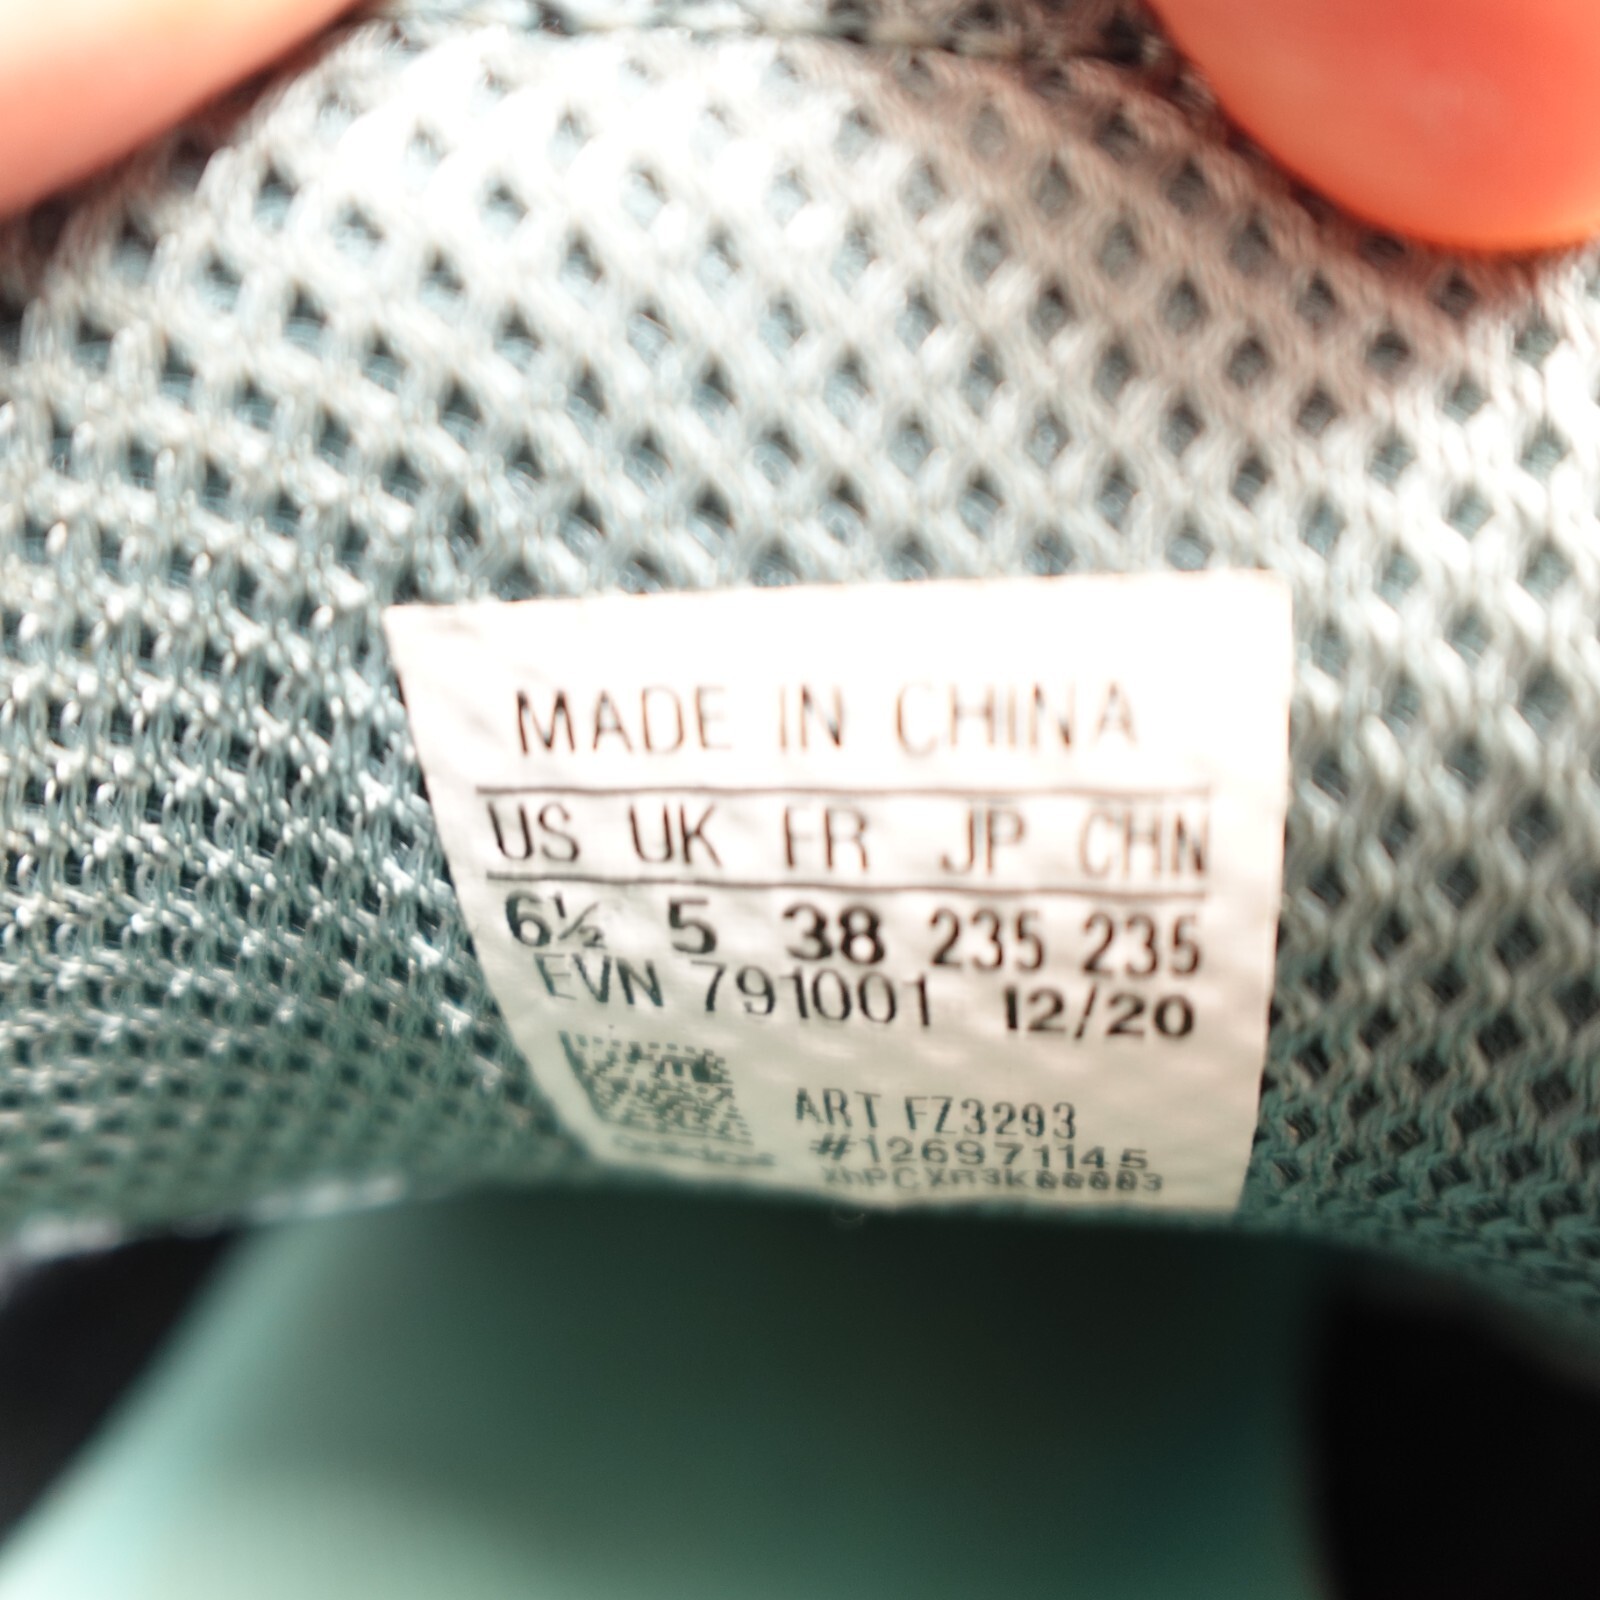 MADE IN CHINA
US UK FR JP CHN
6½ 5 38 235 235
EVN 791001 12/20
ART FZ3293
#126971145